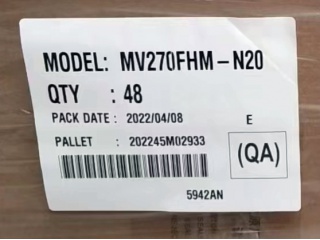 MODEL: MV270FHM-N20
QTY : 48
PACK DATE : 2022/04/08 E
PALLET : 202245M02933
(QA)
5942AN